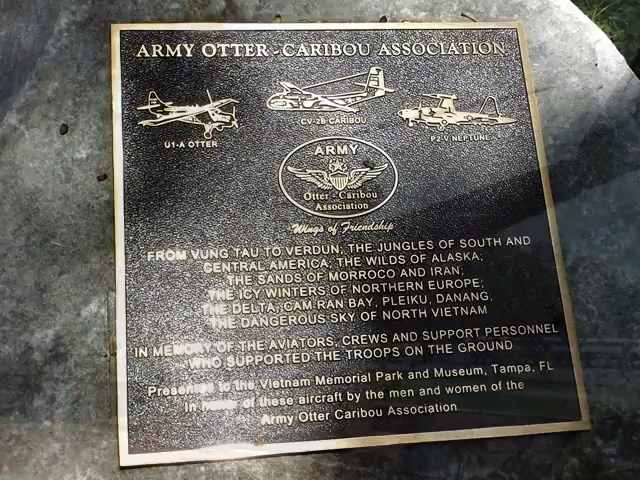 ARMY OTTER - CARIBOU ASSOCIATION
U1-A OTTER
CV-2B CARIBOU
P2-V NEPTUNE
ARMY
Otter - Caribou
Association
Wings of Friendship
FROM VUNG TAU TO VERDUN; THE JUNGLES OF SOUTH AND
CENTRAL AMERICA; THE WILDS OF ALASKA;
THE SANDS OF MORROCO AND IRAN;
THE ICY WINTERS OF NORTHERN EUROPE;
THE DELTA, CAM RAN BAY, PLEIKU, DANANG;
THE DANGEROUS SKY OF NORTH VIETNAM
IN MEMORY OF THE AVIATORS, CREWS AND SUPPORT PERSONNEL
WHO SUPPORTED THE TROOPS ON THE GROUND
Presented to the Vietnam Memorial Park and Museum, Tampa, FL
in honor of these aircraft by the men and women of the
Army Otter Caribou Association